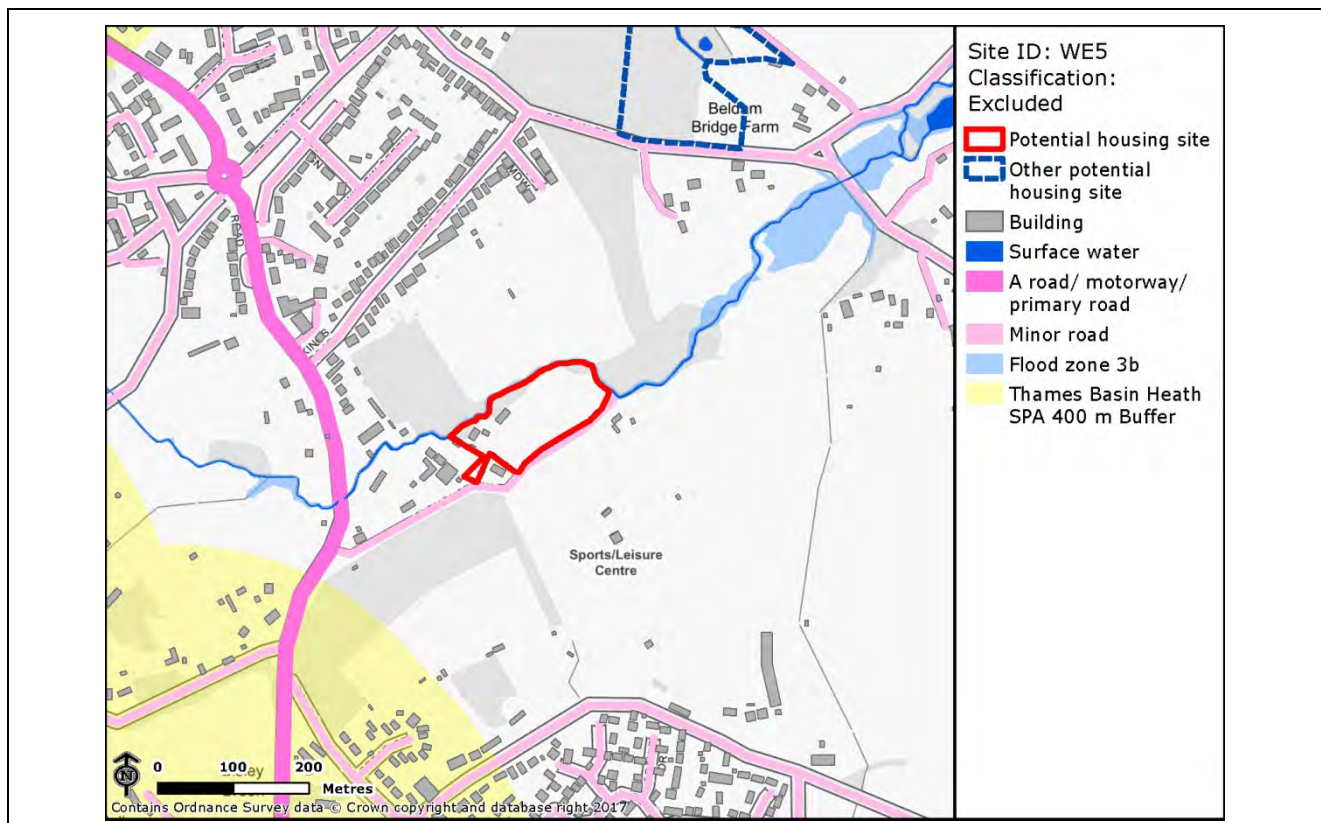 Site ID: WE5
Classification:
Excluded
Potential housing site
Other potential
housing site
Building
Surface water
A road/ motorway/
primary road
Minor road
Flood zone 3b
Thames Basin Heath
SPA 400 m Buffer
Beldam
Bridge Farm
MDW
KINGS
Sports/Leisure
Centre
N
0 100 200
Metres
Contains Ordnance Survey data © Crown copyright and database right 2017